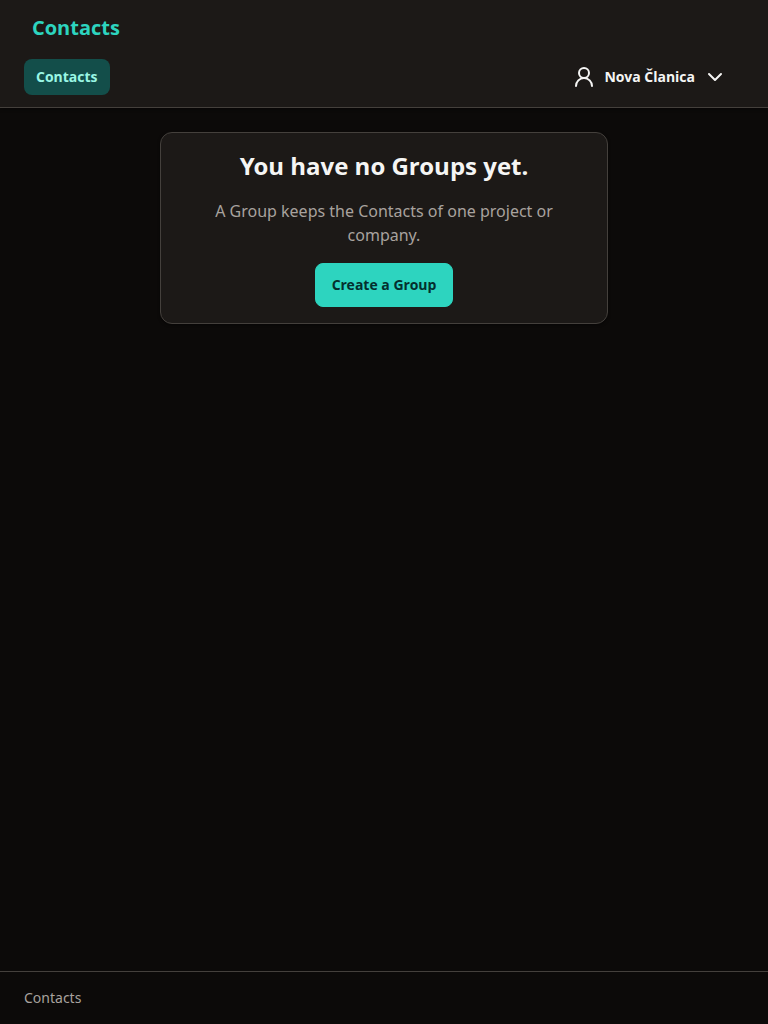 Contacts
Contacts
Nova Članica
You have no Groups yet.
A Group keeps the Contacts of one project or
company.
Create a Group
Contacts